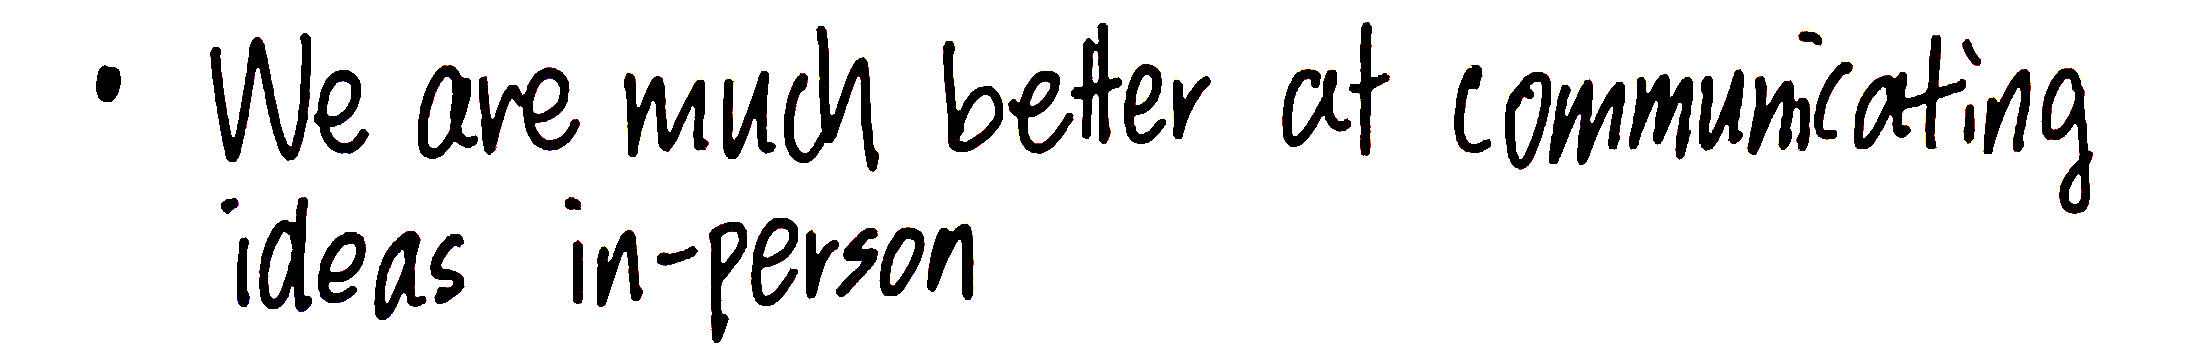 • We are much better at communicating
ideas in-person